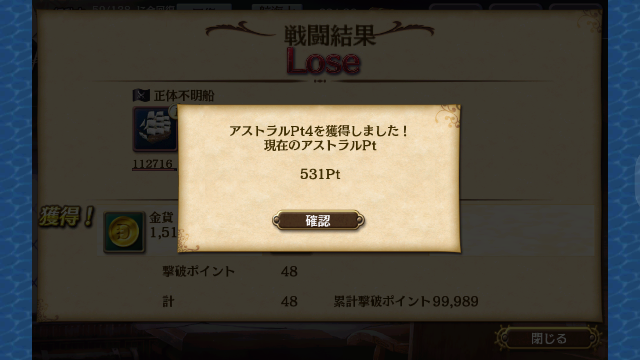 戦闘結果
Lose
正体不明船
112716
アストラルPt4を獲得しました！
現在のアストラルPt
531Pt
確認
獲得！
金貨
1,51
撃破ポイント 48
計 48 累計撃破ポイント99,989
閉じる